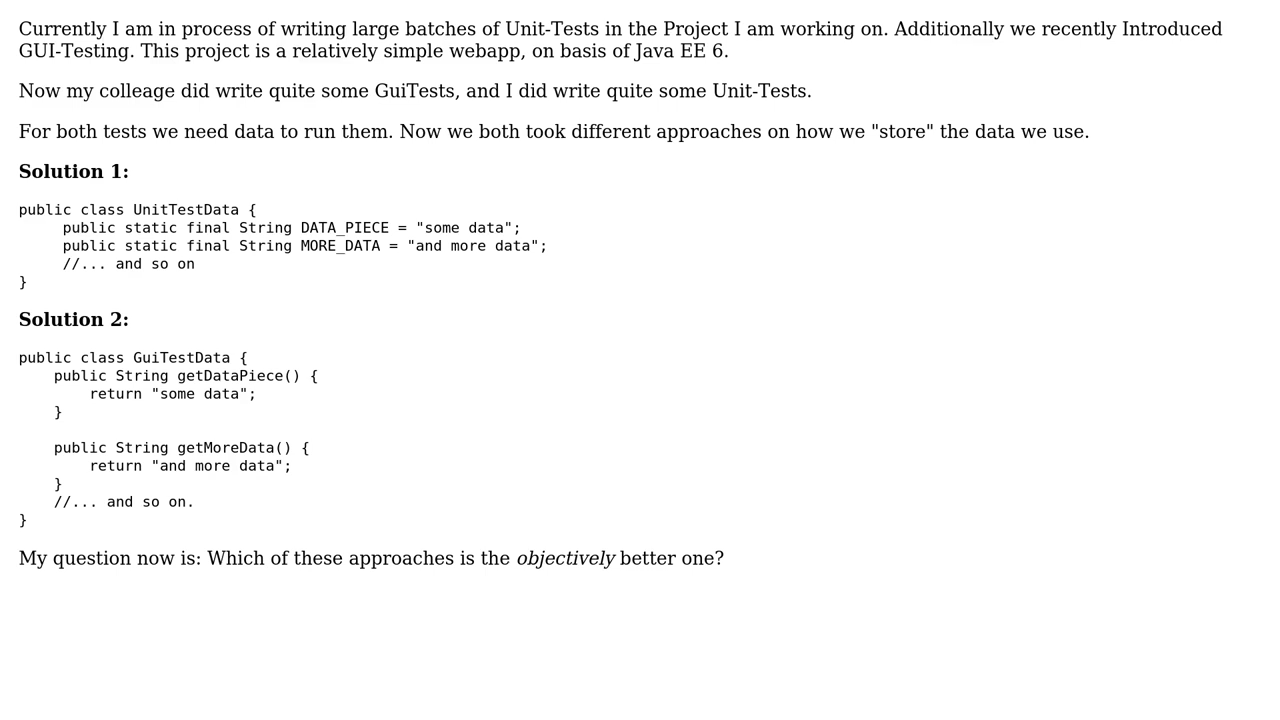 Currently I am in process of writing large batches of Unit-Tests in the Project I am working on. Additionally we recently Introduced
GUI-Testing. This project is a relatively simple webapp, on basis of Java EE 6.
Now my colleage did write quite some GuiTests, and I did write quite some Unit-Tests.
For both tests we need data to run them. Now we both took different approaches on how we "store" the data we use.
Solution 1:
public class UnitTestData {
     public static final String DATA_PIECE = "some data";
     public static final String MORE_DATA = "and more data";
     //... and so on
}
Solution 2:
public class GuiTestData {
    public String getDataPiece() {
        return "some data";
    }

    public String getMoreData() {
        return "and more data";
    }
    //... and so on.
}
My question now is: Which of these approaches is the objectively better one?